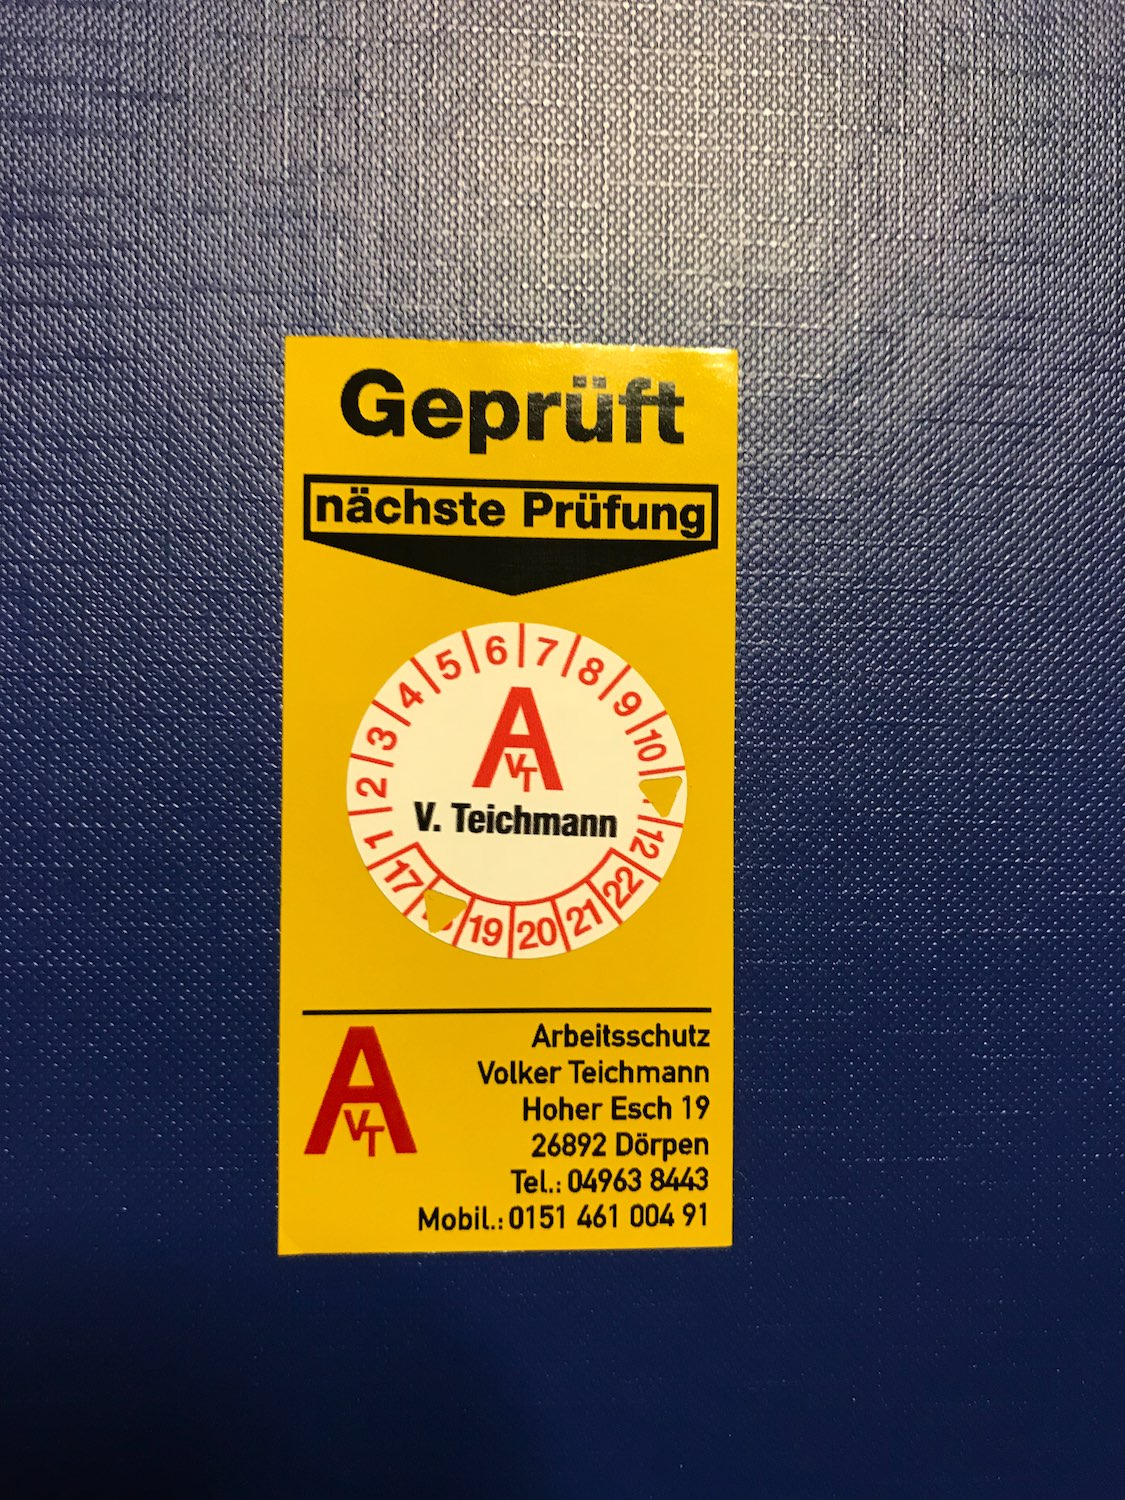 Geprüft
nächste Prüfung
1 2 3 4 5 6 7 8 9 10 12
A
VT
V. Teichmann
17 19 20 21 22
A
VT
Arbeitsschutz
Volker Teichmann
Hoher Esch 19
26892 Dörpen
Tel.: 04963 8443
Mobil.: 0151 461 004 91